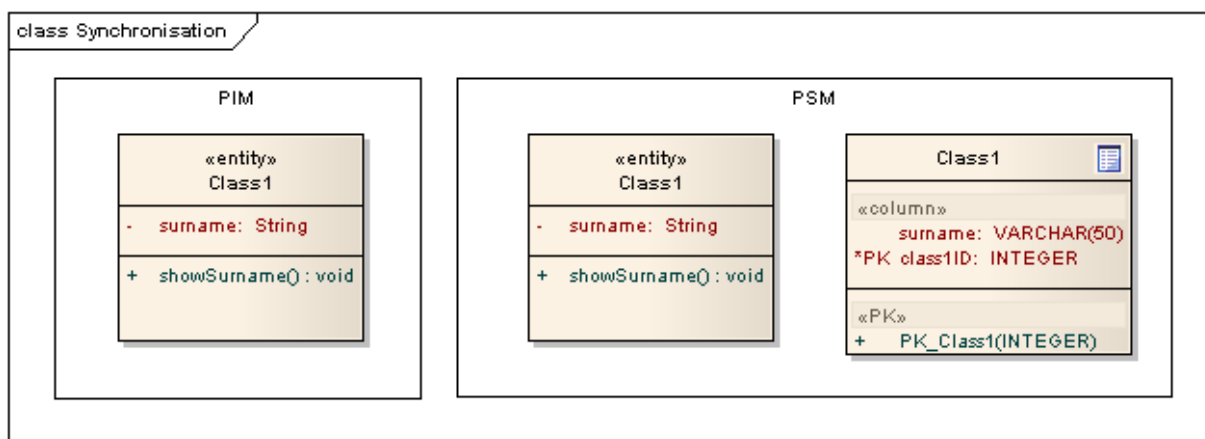 class Synchronisation
PIM
«entity»
Class1
- surname: String
+ showSurname() : void
PSM
«entity»
Class1
- surname: String
+ showSurname() : void
Class1
«column»
surname: VARCHAR(50)
*PK class1ID: INTEGER
«PK»
+ PK_Class1(INTEGER)